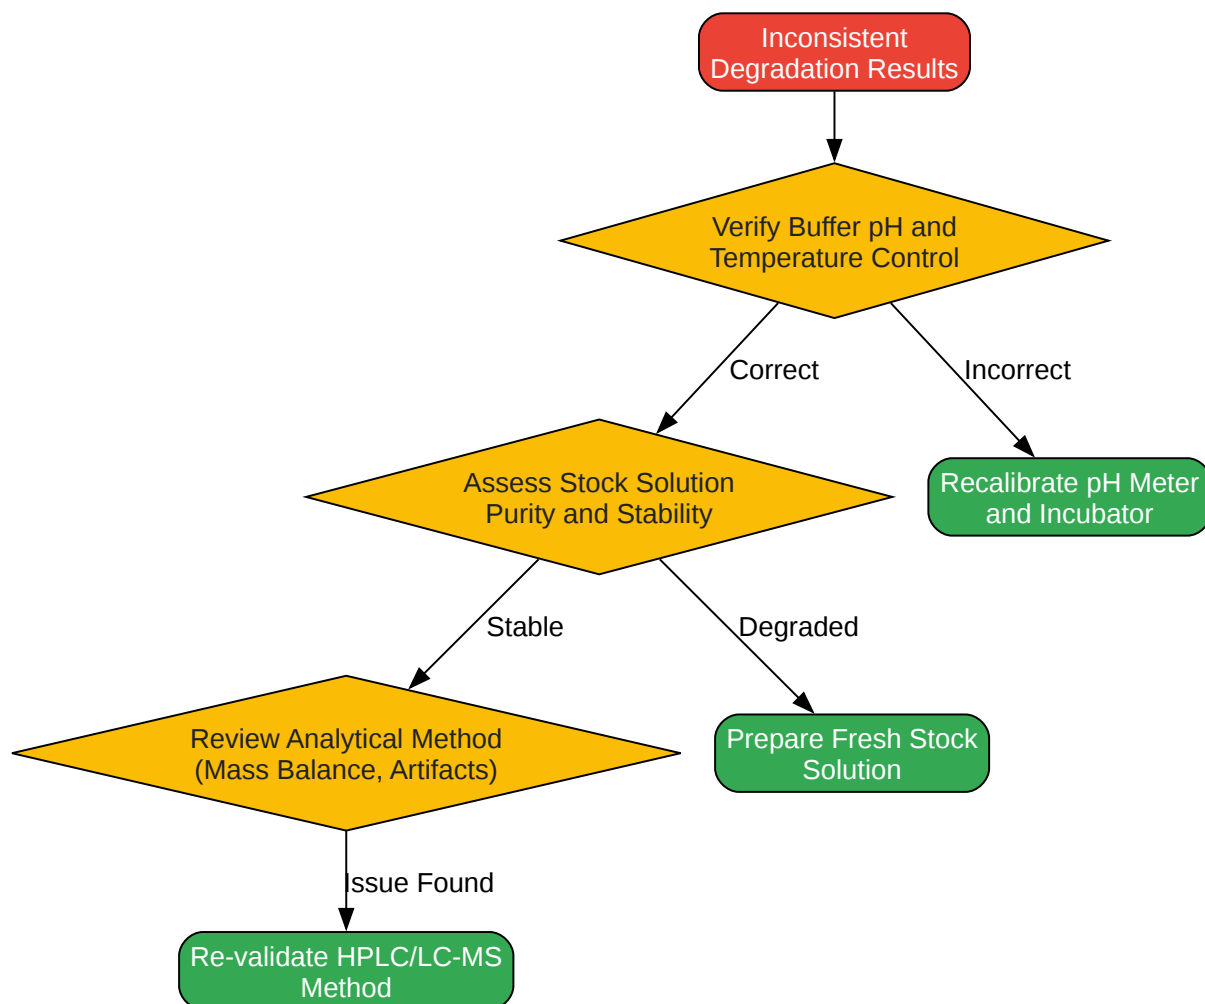 Inconsistent
Degradation Results
Verify Buffer pH and
Temperature Control
Correct
Incorrect
Assess Stock Solution
Purity and Stability
Recalibrate pH Meter
and Incubator
Stable
Degraded
Review Analytical Method
(Mass Balance, Artifacts)
Prepare Fresh Stock
Solution
Issue Found
Re-validate HPLC/LC-MS
Method